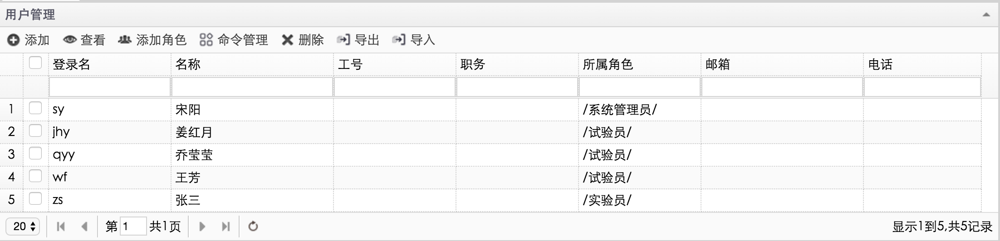 用户管理
添加 查看 添加角色 命令管理 删除 导出 导入
登录名 名称 工号 职务 所属角色 邮箱 电话
1 sy 宋阳 /系统管理员/
2 jhy 姜红月 /试验员/
3 qyy 乔莹莹 /试验员/
4 wf 王芳 /试验员/
5 zs 张三 /实验员/
20 第 1 共1页 显示1到5,共5记录